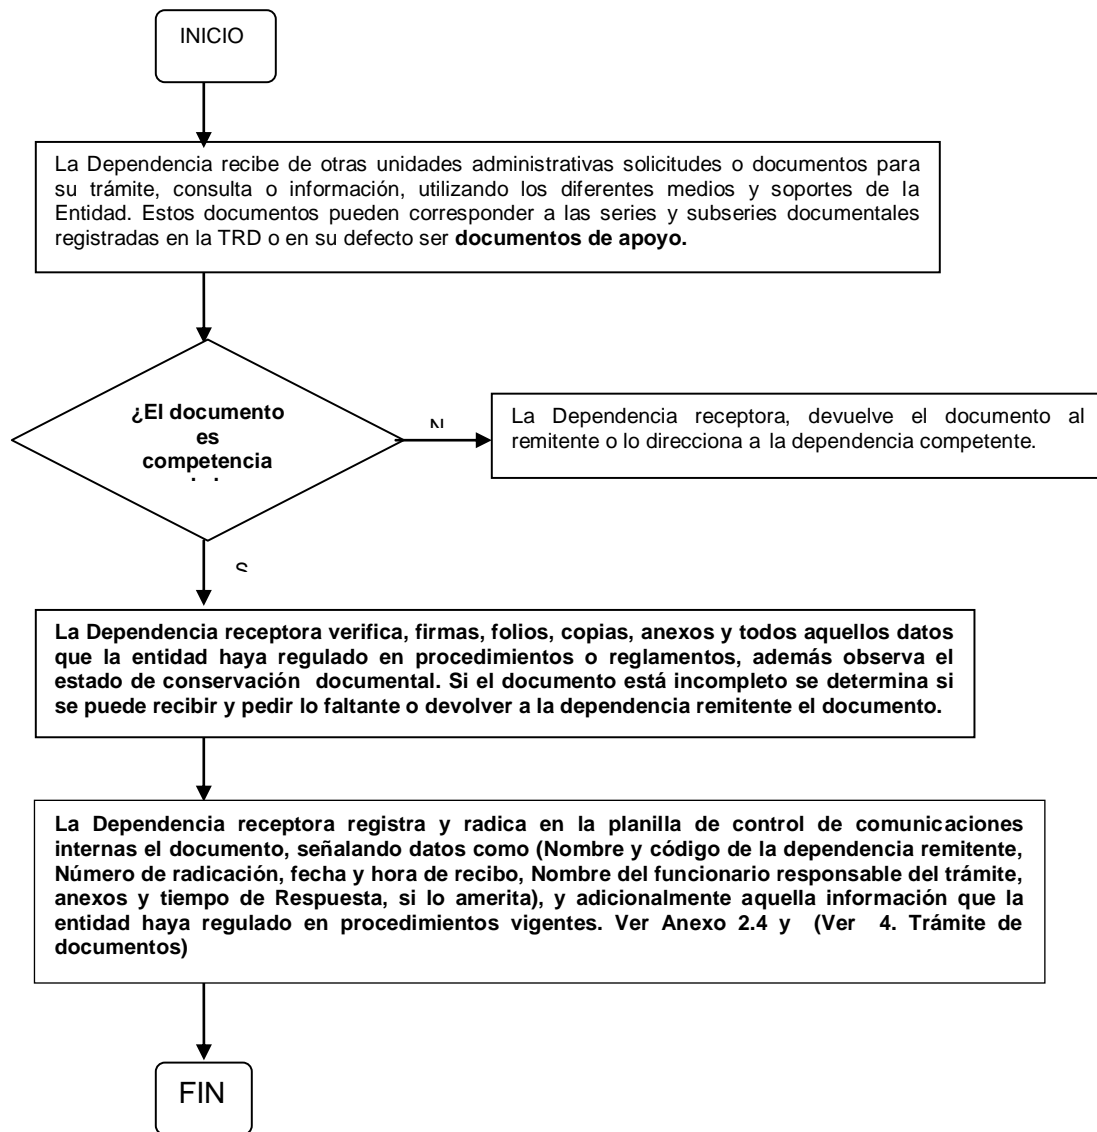 INICIO
La Dependencia recibe de otras unidades administrativas solicitudes o documentos para
su trámite, consulta o información, utilizando los diferentes medios y soportes de la
Entidad. Estos documentos pueden corresponder a las series y subseries documentales
registradas en la TRD o en su defecto ser documentos de apoyo.
¿El documento
es
competencia
La Dependencia receptora, devuelve el documento al
remitente o lo direcciona a la dependencia competente.
La Dependencia receptora verifica, firmas, folios, copias, anexos y todos aquellos datos
que la entidad haya regulado en procedimientos o reglamentos, además observa el
estado de conservación documental. Si el documento está incompleto se determina si
se puede recibir y pedir lo faltante o devolver a la dependencia remitente el documento.
La Dependencia receptora registra y radica en la planilla de control de comunicaciones
internas el documento, señalando datos como (Nombre y código de la dependencia remitente,
Número de radicación, fecha y hora de recibo, Nombre del funcionario responsable del trámite,
anexos y tiempo de Respuesta, si lo amerita), y adicionalmente aquella información que la
entidad haya regulado en procedimientos vigentes. Ver Anexo 2.4 y (Ver 4. Trámite de
documentos)
FIN